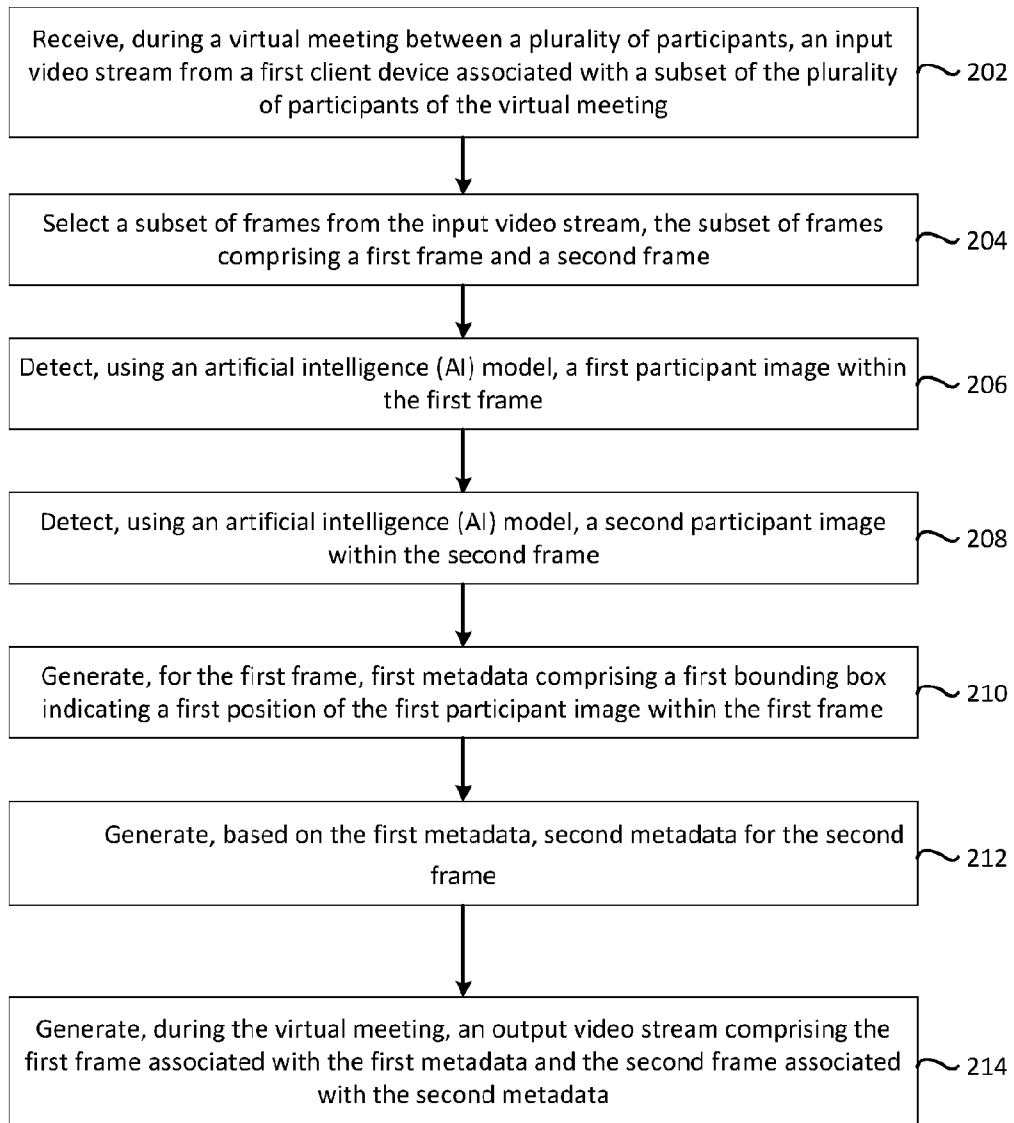 Receive, during a virtual meeting between a plurality of participants, an input
video stream from a first client device associated with a subset of the plurality
of participants of the virtual meeting
202
Select a subset of frames from the input video stream, the subset of frames
comprising a first frame and a second frame
204
Detect, using an artificial intelligence (AI) model, a first participant image within
the first frame
206
Detect, using an artificial intelligence (AI) model, a second participant image
within the second frame
208
Generate, for the first frame, first metadata comprising a first bounding box
indicating a first position of the first participant image within the first frame
210
Generate, based on the first metadata, second metadata for the second
frame
212
Generate, during the virtual meeting, an output video stream comprising the
first frame associated with the first metadata and the second frame associated
with the second metadata
214